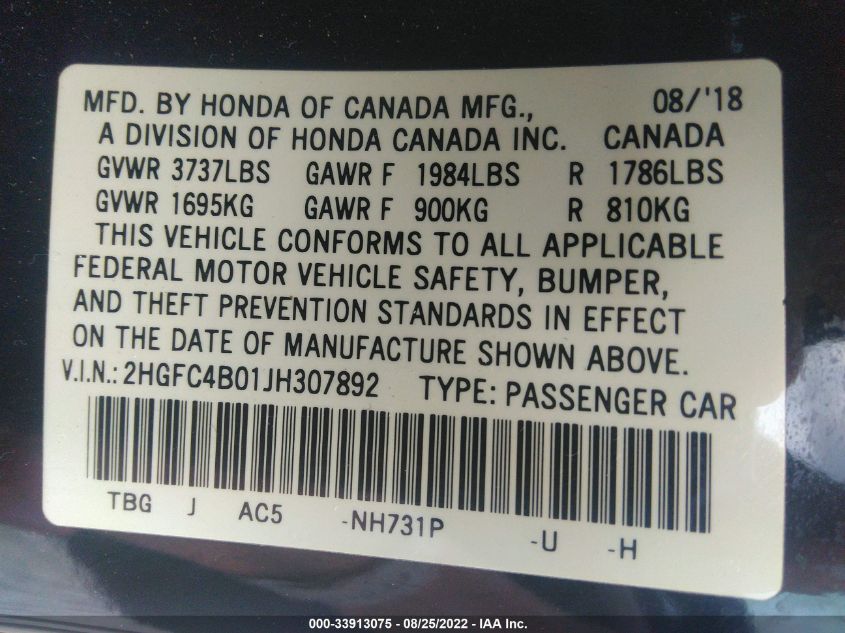 MFD. BY HONDA OF CANADA MFG., 08/'18
A DIVISION OF HONDA CANADA INC. CANADA
GVWR 3737LBS GAWR F 1984LBS R 1786LBS
GVWR 1695KG GAWR F 900KG R 810KG
THIS VEHICLE CONFORMS TO ALL APPLICABLE
FEDERAL MOTOR VEHICLE SAFETY, BUMPER,
AND THEFT PREVENTION STANDARDS IN EFFECT
ON THE DATE OF MANUFACTURE SHOWN ABOVE.
V.I.N.: 2HGFC4B01JH307892 TYPE: PASSENGER CAR
TBG J AC5 -NH731P -U -H
000-33913075 - 08/25/2022 - IAA Inc.